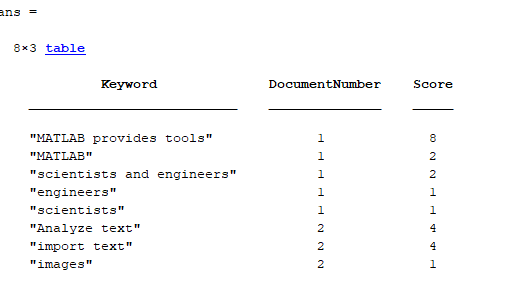 ans =
8×3 table
Keyword DocumentNumber Score
"MATLAB provides tools" 1 8
"MATLAB" 1 2
"scientists and engineers" 1 2
"engineers" 1 1
"scientists" 1 1
"Analyze text" 2 4
"import text" 2 4
"images" 2 1